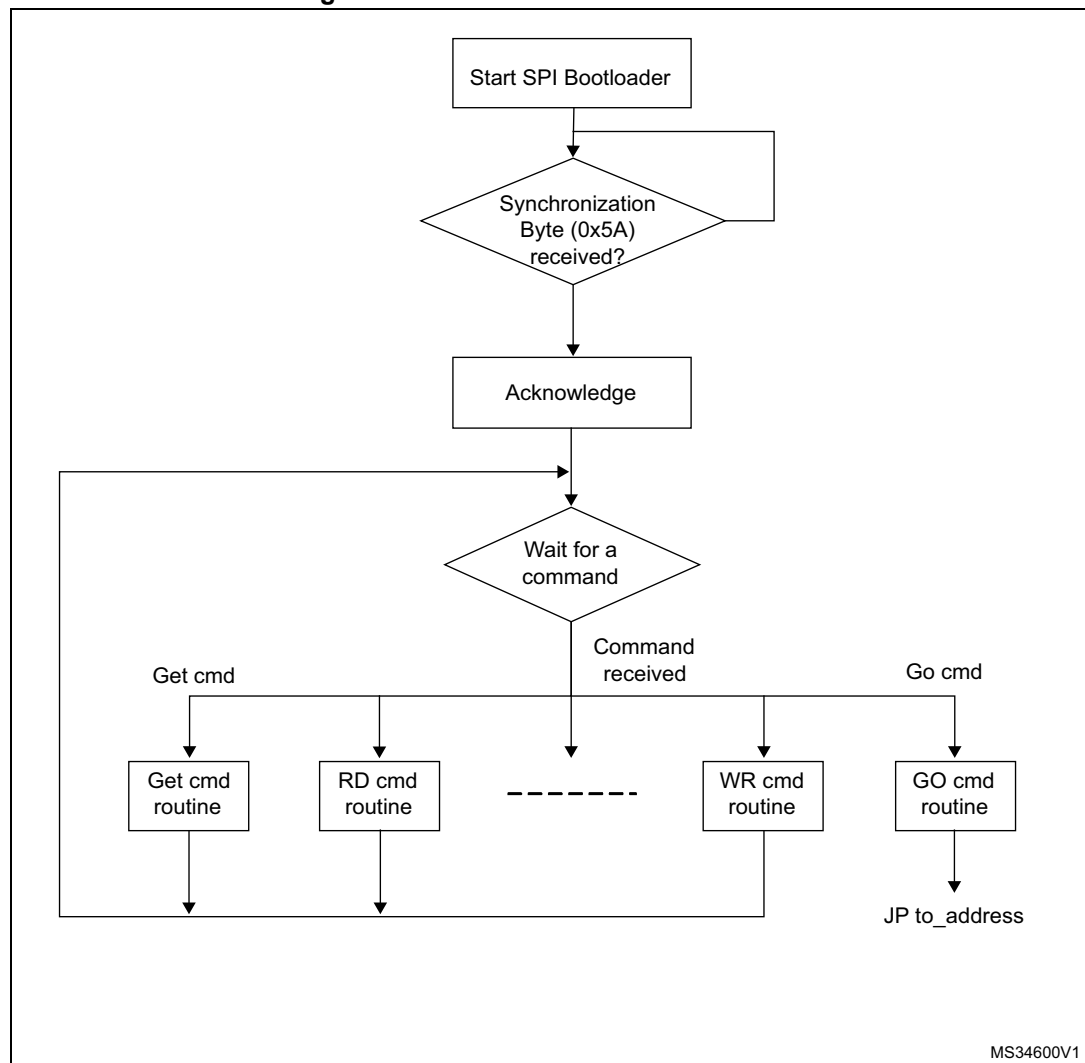 Start SPI Bootloader
Synchronization
Byte (0x5A)
received?
Acknowledge
Wait for a
command
Command
received
Get cmd
Go cmd
Get cmd
routine
RD cmd
routine
WR cmd
routine
GO cmd
routine
JP to_address
MS34600V1